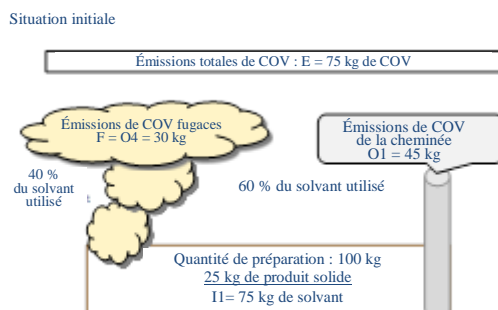 Situation initiale
Émissions totales de COV : E = 75 kg de COV
Émissions de COV fugaces
F = O4 = 30 kg
Émissions de COV
de la cheminée
O1 = 45 kg
40 %
du solvant
utilisé
60 % du solvant utilisé
Quantité de préparation : 100 kg
25 kg de produit solide
I1= 75 kg de solvant